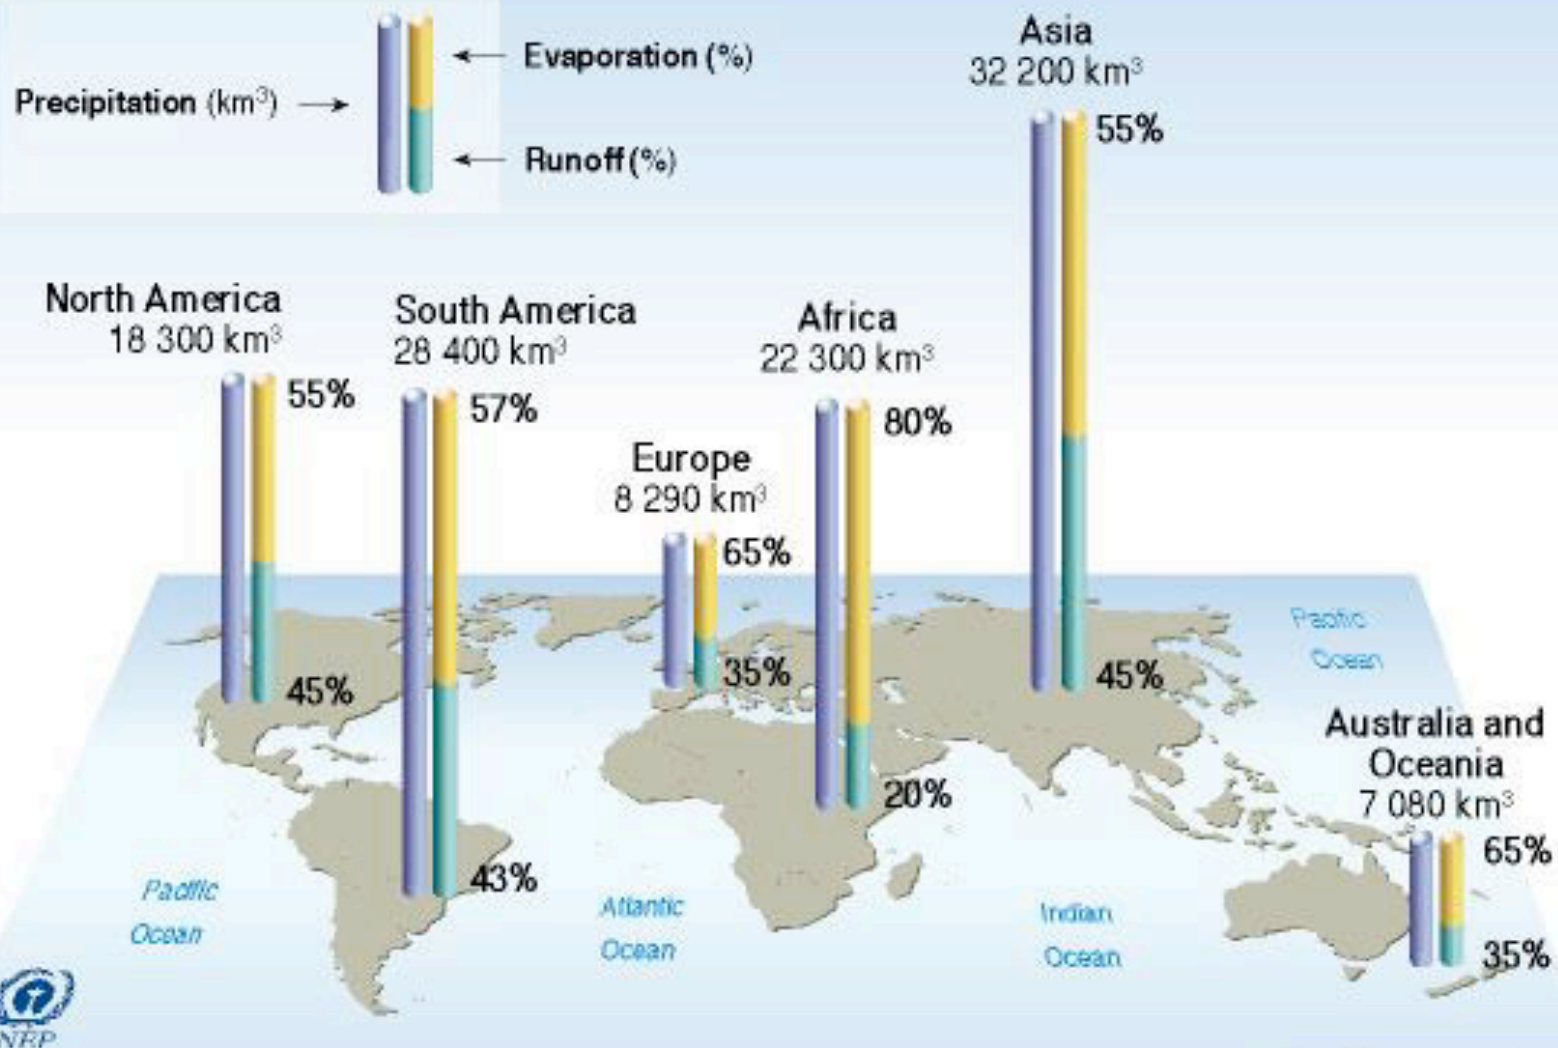 Precipitation (km³)
Evaporation (%)
Runoff (%)
Asia
32 200 km³
55%
45%
North America
18 300 km³
55%
45%
South America
28 400 km³
57%
43%
Europe
8 290 km³
65%
35%
Africa
22 300 km³
80%
20%
Australia and
Oceania
7 080 km³
65%
35%
Pacific
Ocean
Pacific
Ocean
Atlantic
Ocean
Indian
Ocean
NEP